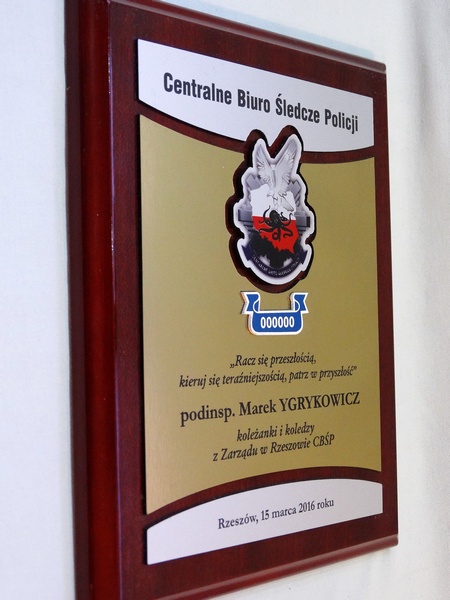 Centralne Biuro Śledcze Policji
000000
„Racz się przeszłością,
kieruj się teraźniejszością, patrz w przyszłość”
podinsp. Marek YGRYKOWICZ
koleżanki i koledzy
z Zarządu w Rzeszowie CBŚP
Rzeszów, 15 marca 2016 roku